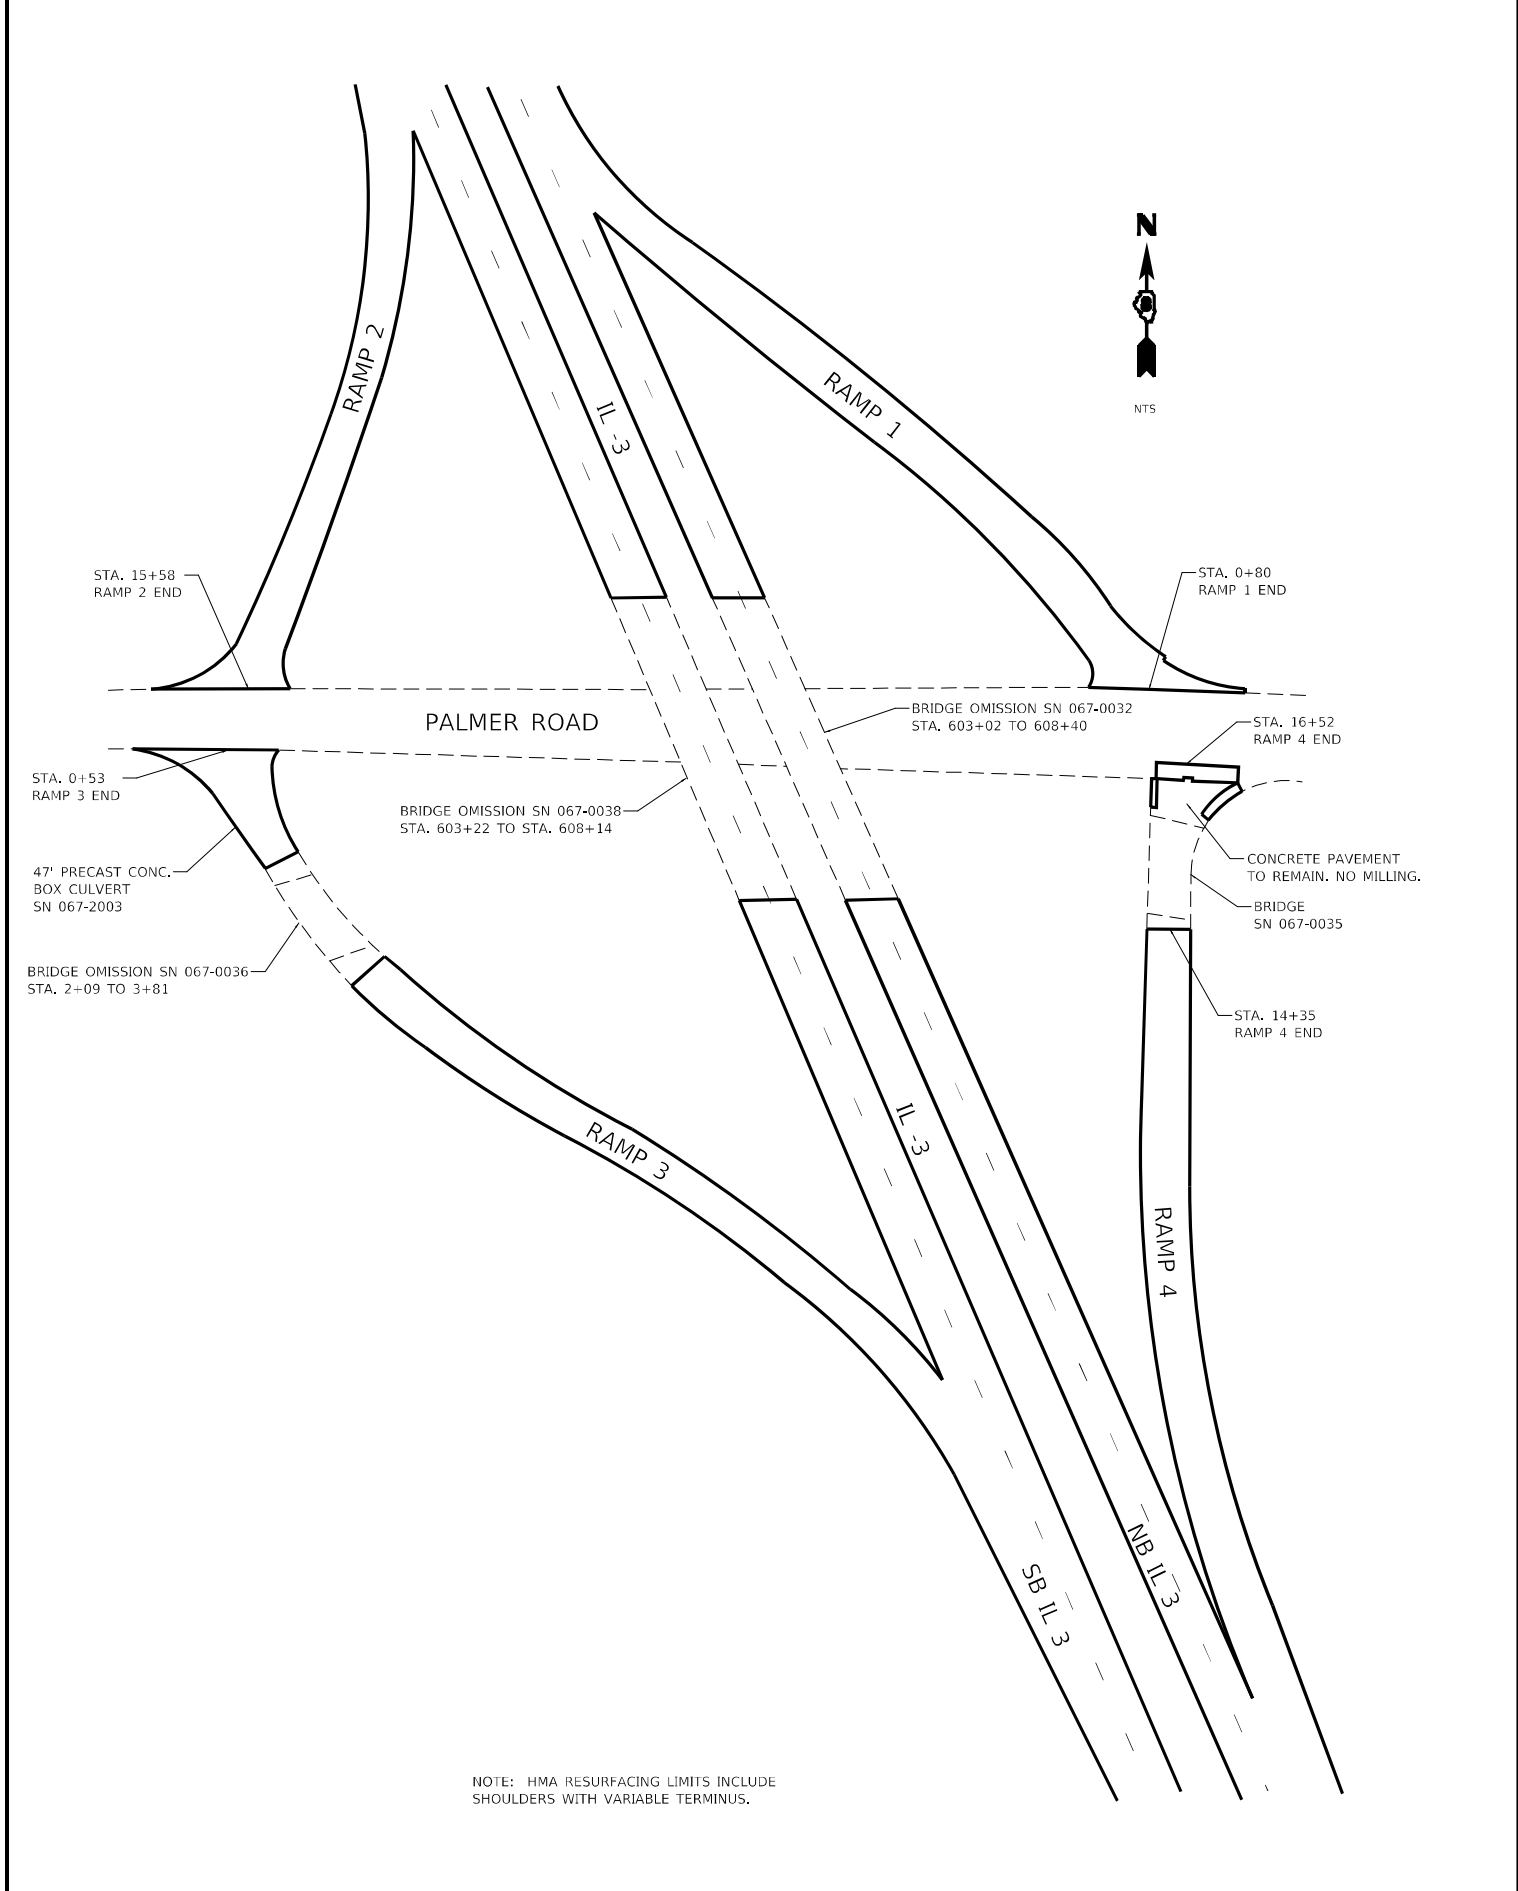 N
NTS
RAMP 2
IL -3
RAMP 1
STA. 15+58
RAMP 2 END
STA. 0+80
RAMP 1 END
PALMER ROAD
BRIDGE OMISSION SN 067-0032
STA. 603+02 TO 608+40
STA. 16+52
RAMP 4 END
STA. 0+53
RAMP 3 END
BRIDGE OMISSION SN 067-0038
STA. 603+22 TO STA. 608+14
47' PRECAST CONC.
BOX CULVERT
SN 067-2003
CONCRETE PAVEMENT
TO REMAIN. NO MILLING.
BRIDGE
SN 067-0035
BRIDGE OMISSION SN 067-0036
STA. 2+09 TO 3+81
STA. 14+35
RAMP 4 END
RAMP 3
IL -3
RAMP 4
SB IL 3
NB IL 3
NOTE: HMA RESURFACING LIMITS INCLUDE
SHOULDERS WITH VARIABLE TERMINUS.